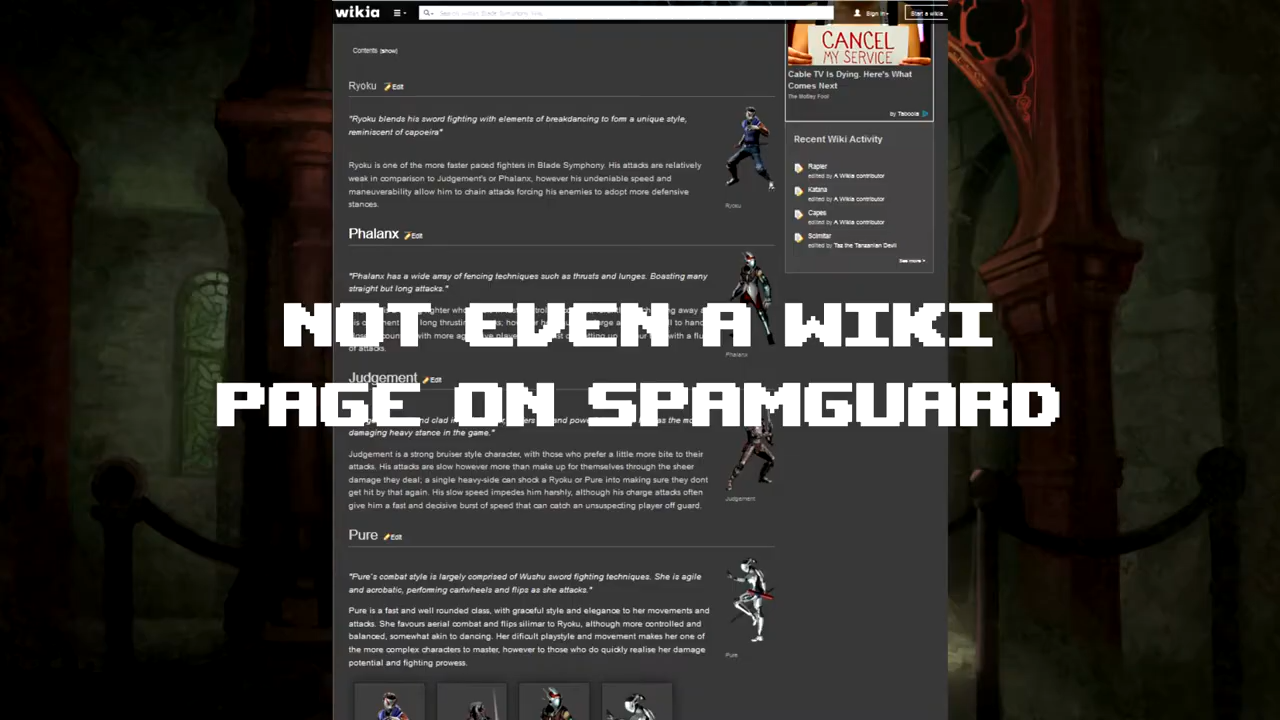 wikia
Search within Blade Symphony Wiki
Sign in
Start a wikia
Contents [show]
CANCEL
MY SERVICE
Cable TV Is Dying. Here's What
Comes Next
The Motley Fool
by Taboola
Recent Wiki Activity
Rapier
edited by A Wikia contributor
Katana
edited by A Wikia contributor
Capes
edited by A Wikia contributor
Scimitar
edited by Taz the Tanzanian Devil
See more >
Ryoku Edit
"Ryoku blends his sword fighting with elements of breakdancing to form a unique style,
reminiscent of capoeira"
Ryoku is one of the more faster paced fighters in Blade Symphony. His attacks are relatively
weak in comparison to Judgement's or Phalanx, however his undeniable speed and
maneuverability allow him to chain attacks forcing his enemies to adopt more defensive
stances.
Ryoku
Phalanx Edit
"Phalanx has a wide array of fencing techniques such as thrusts and lunges. Boasting many
straight but long attacks."
of attacks.
Phalanx
NOT EVEN A WIKI
PAGE ON SPAMGUARD
Judgement Edit
damaging heavy stance in the game."
Judgement is a strong bruiser style character, with those who prefer a little more bite to their
attacks. His attacks are slow however more than make up for themselves through the sheer
damage they deal; a single heavy-side can shock a Ryoku or Pure into making sure they dont
get hit by that again. His slow speed impedes him harshly, although his charge attacks often
give him a fast and decisive burst of speed that can catch an unsuspecting player off guard.
Judgement
Pure Edit
"Pure's combat style is largely comprised of Wushu sword fighting techniques. She is agile
and acrobatic, performing cartwheels and flips as she attacks."
Pure is a fast and well rounded class, with graceful style and elegance to her movements and
attacks. She favours aerial combat and flips silimar to Ryoku, although more controlled and
balanced, somewhat akin to dancing. Her dificult playstyle and movement makes her one of
the more complex characters to master, however to those who do quickly realise her damage
potential and fighting prowess.
Pure